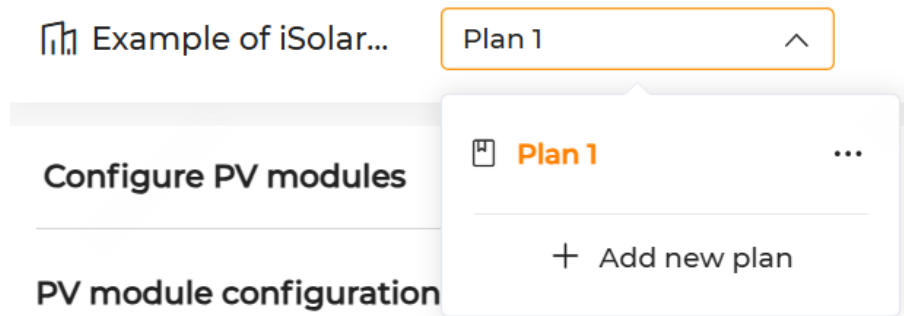 Example of iSolar...
Plan 1
Plan 1
...
Configure PV modules
+ Add new plan
PV module configuration